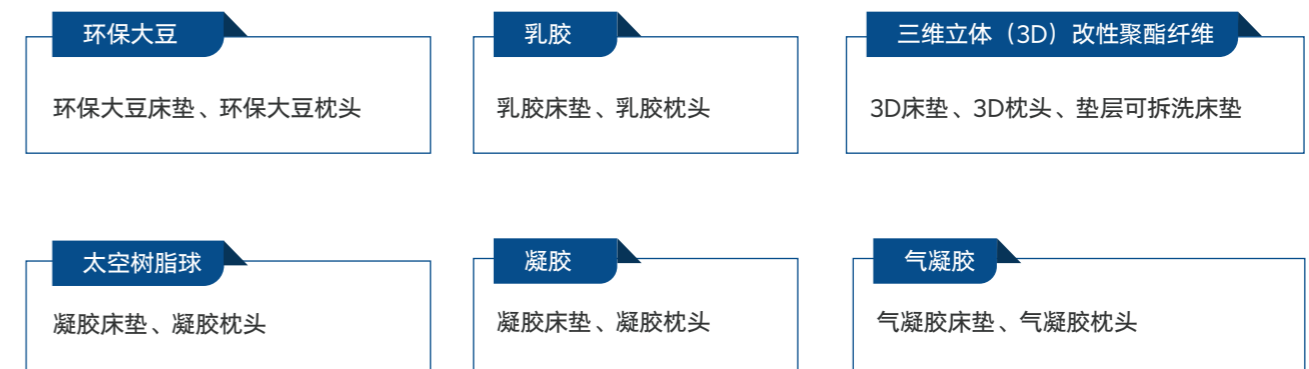 环保大豆
环保大豆床垫、环保大豆枕头
乳胶
乳胶床垫、乳胶枕头
三维立体（3D）改性聚酯纤维
3D床垫、3D枕头、垫层可拆洗床垫
太空树脂球
凝胶床垫、凝胶枕头
凝胶
凝胶床垫、凝胶枕头
气凝胶
气凝胶床垫、气凝胶枕头